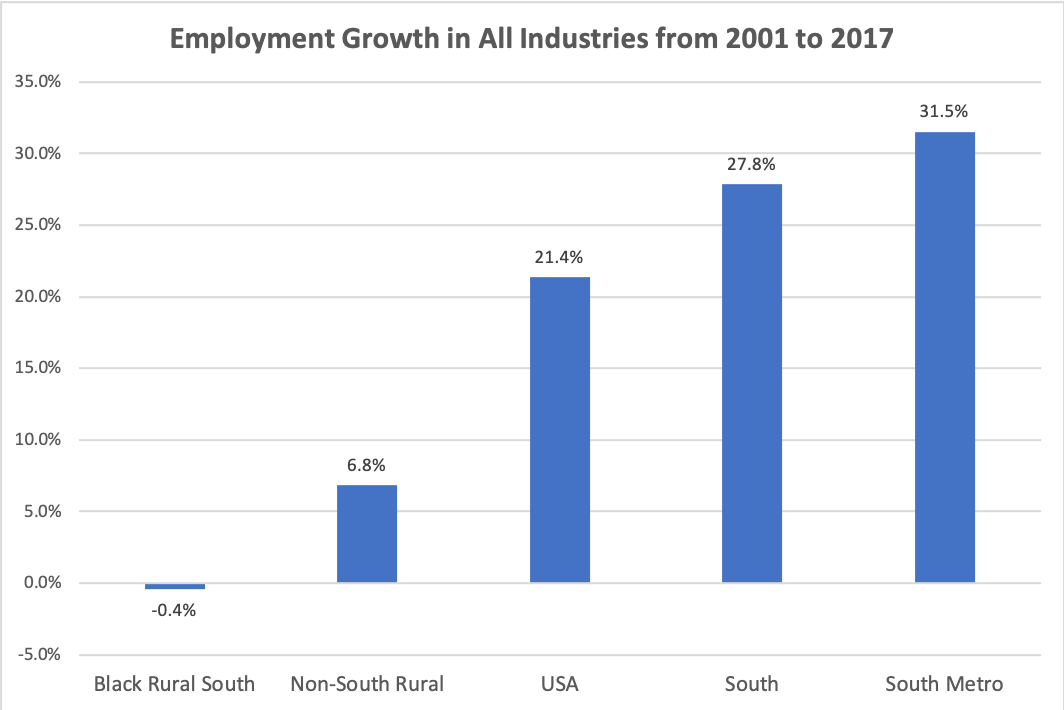 Employment Growth in All Industries from 2001 to 2017
35.0%
30.0%
25.0%
20.0%
15.0%
10.0%
5.0%
0.0%
-5.0%
-0.4%
6.8%
21.4%
27.8%
31.5%
Black Rural South
Non-South Rural
USA
South
South Metro